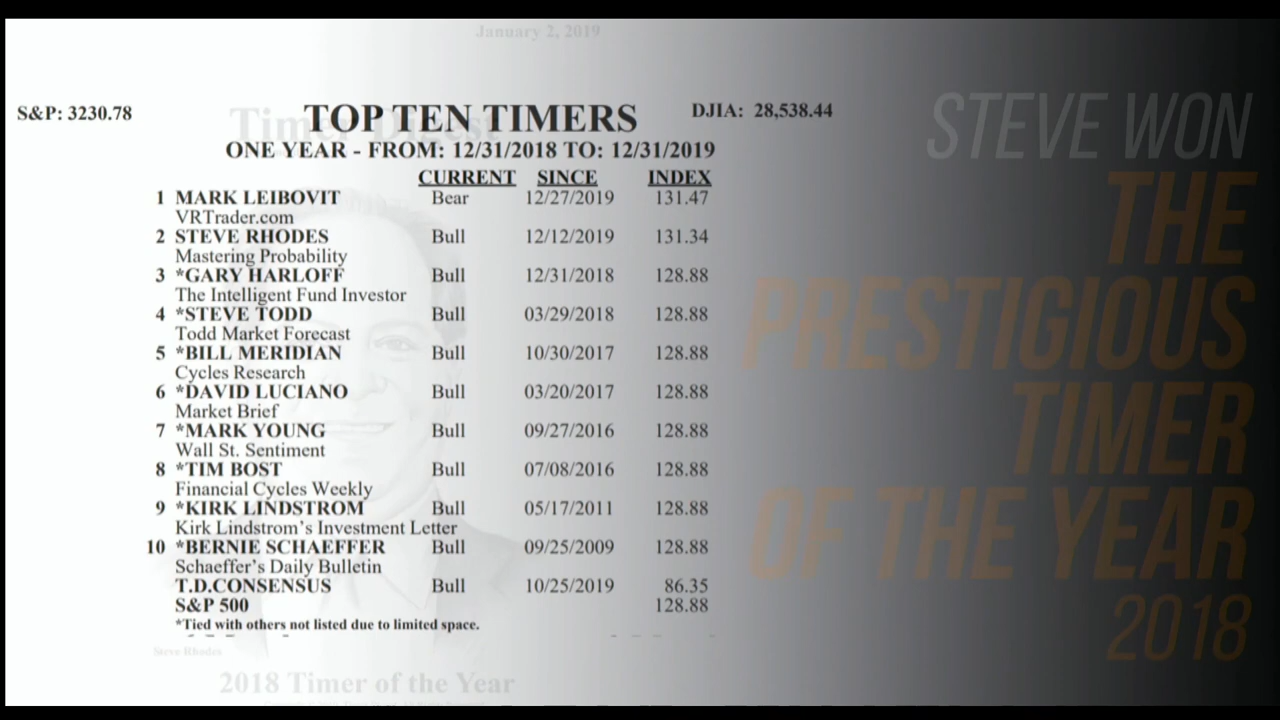 January 2, 2019
S&P: 3230.78
Timer Digest
TOP TEN TIMERS
DJIA: 28,538.44
ONE YEAR - FROM: 12/31/2018 TO: 12/31/2019
CURRENT SINCE INDEX
1 MARK LEIBOVIT Bear 12/27/2019 131.47
VRTrader.com
2 STEVE RHODES Bull 12/12/2019 131.34
Mastering Probability
3 *GARY HARLOFF Bull 12/31/2018 128.88
The Intelligent Fund Investor
4 *STEVE TODD Bull 03/29/2018 128.88
Todd Market Forecast
5 *BILL MERIDIAN Bull 10/30/2017 128.88
Cycles Research
6 *DAVID LUCIANO Bull 03/20/2017 128.88
Market Brief
7 *MARK YOUNG Bull 09/27/2016 128.88
Wall St. Sentiment
8 *TIM BOST Bull 07/08/2016 128.88
Financial Cycles Weekly
9 *KIRK LINDSTROM Bull 05/17/2011 128.88
Kirk Lindstrom's Investment Letter
10 *BERNIE SCHAEFFER Bull 09/25/2009 128.88
Schaeffer's Daily Bulletin
T.D.CONSENSUS Bull 10/25/2019 86.35
S&P 500 128.88
*Tied with others not listed due to limited space.
Steve Rhodes
2018 Timer of the Year
STEVE WON
THE
PRESTIGIOUS
TIMER
OF THE YEAR
2018